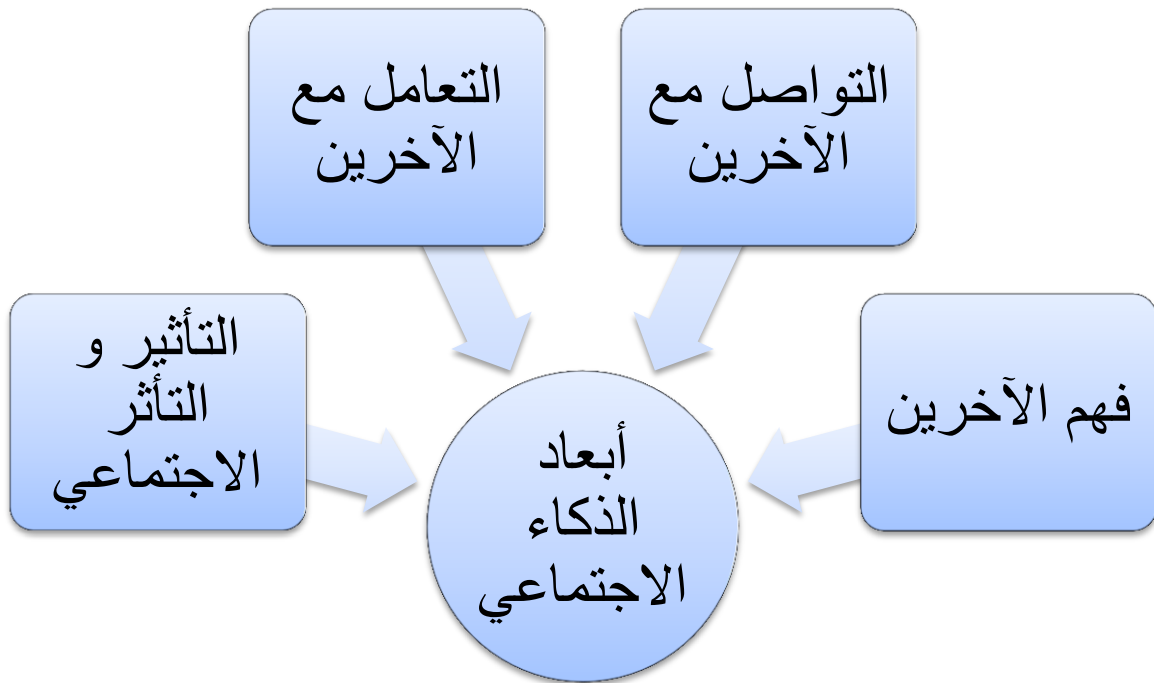 التواصل مع
الآخرين
التعامل مع
الآخرين
فهم الآخرين
التأثير و
التأثر
الاجتماعي
أبعاد
الذكاء
الاجتماعي